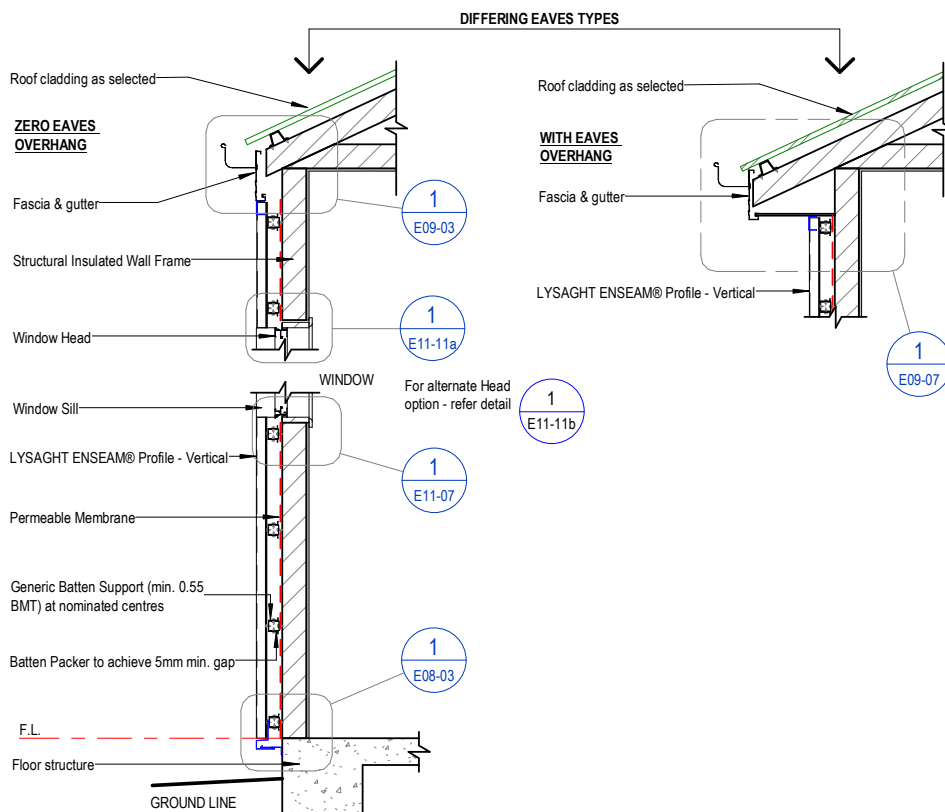 DIFFERING EAVES TYPES
Roof cladding as selected
ZERO EAVES
OVERHANG
Fascia & gutter
1
E09-03
Structural Insulated Wall Frame
Window Head
1
E11-11a
Roof cladding as selected
WITH EAVES
OVERHANG
Fascia & gutter
LYSAGHT ENSEAM® Profile - Vertical
1
E09-07
WINDOW
For alternate Head
option - refer detail
1
E11-11b
Window Sill
LYSAGHT ENSEAM® Profile - Vertical
1
E11-07
Permeable Membrane
Generic Batten Support (min. 0.55
BMT) at nominated centres
Batten Packer to achieve 5mm min. gap
1
E08-03
F.L.
Floor structure
GROUND LINE